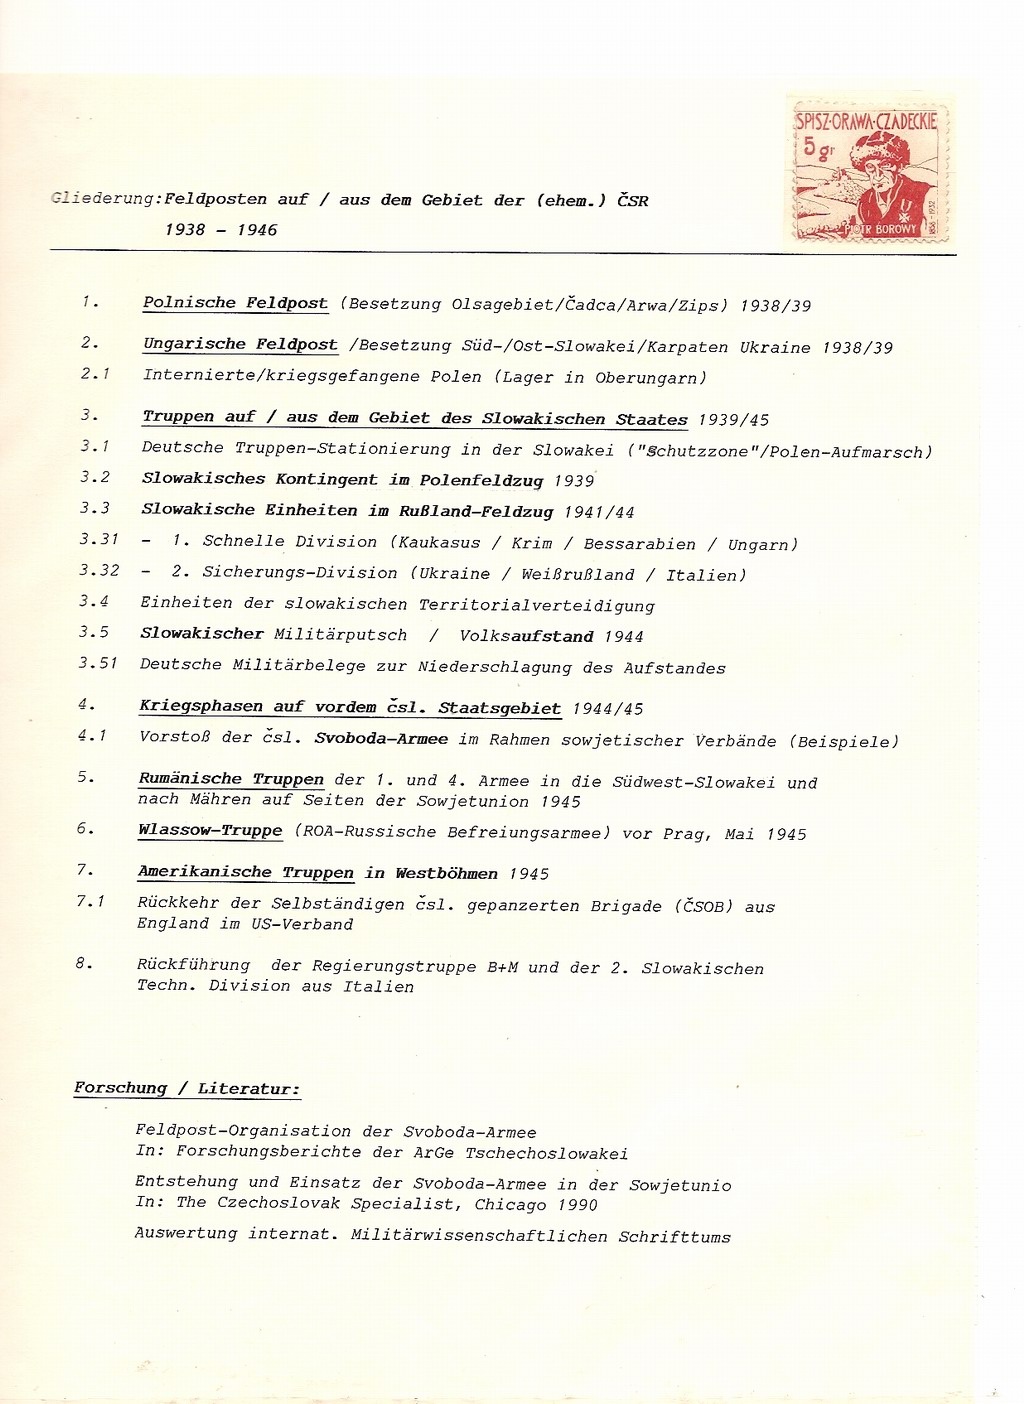 SPISZ·ORAWA·CZADECKIE
5 gr
PIOTR BOROWY
1858-1932
Gliederung: Feldposten auf / aus dem Gebiet der (ehem.) ČSR
1938 - 1946
1. Polnische Feldpost (Besetzung Olsagebiet/Čadca/Arwa/Zips) 1938/39
2. Ungarische Feldpost /Besetzung Süd-/Ost-Slowakei/Karpaten Ukraine 1938/39
2.1 Internierte/kriegsgefangene Polen (Lager in Oberungarn)
3. Truppen auf / aus dem Gebiet des Slowakischen Staates 1939/45
3.1 Deutsche Truppen-Stationierung in der Slowakei ("Schutzzone"/Polen-Aufmarsch)
3.2 Slowakisches Kontingent im Polenfeldzug 1939
3.3 Slowakische Einheiten im Rußland-Feldzug 1941/44
3.31 - 1. Schnelle Division (Kaukasus / Krim / Bessarabien / Ungarn)
3.32 - 2. Sicherungs-Division (Ukraine / Weißrußland / Italien)
3.4 Einheiten der slowakischen Territorialverteidigung
3.5 Slowakischer Militärputsch / Volksaufstand 1944
3.51 Deutsche Militärbelege zur Niederschlagung des Aufstandes
4. Kriegsphasen auf vordem čsl. Staatsgebiet 1944/45
4.1 Vorstoß der čsl. Svoboda-Armee im Rahmen sowjetischer Verbände (Beispiele)
5. Rumänische Truppen der 1. und 4. Armee in die Südwest-Slowakei und
nach Mähren auf Seiten der Sowjetunion 1945
6. Wlassow-Truppe (ROA-Russische Befreiungsarmee) vor Prag, Mai 1945
7. Amerikanische Truppen in Westböhmen 1945
7.1 Rückkehr der Selbständigen čsl. gepanzerten Brigade (ČSOB) aus
England im US-Verband
8. Rückführung der Regierungstruppe B+M und der 2. Slowakischen
Techn. Division aus Italien
Forschung / Literatur:
Feldpost-Organisation der Svoboda-Armee
In: Forschungsberichte der ArGe Tschechoslowakei
Entstehung und Einsatz der Svoboda-Armee in der Sowjetunio
In: The Czechoslovak Specialist, Chicago 1990
Auswertung internat. Militärwissenschaftlichen Schrifttums